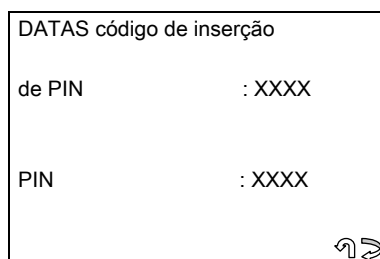 DATAS código de inserção
de PIN : XXXX
PIN : XXXX